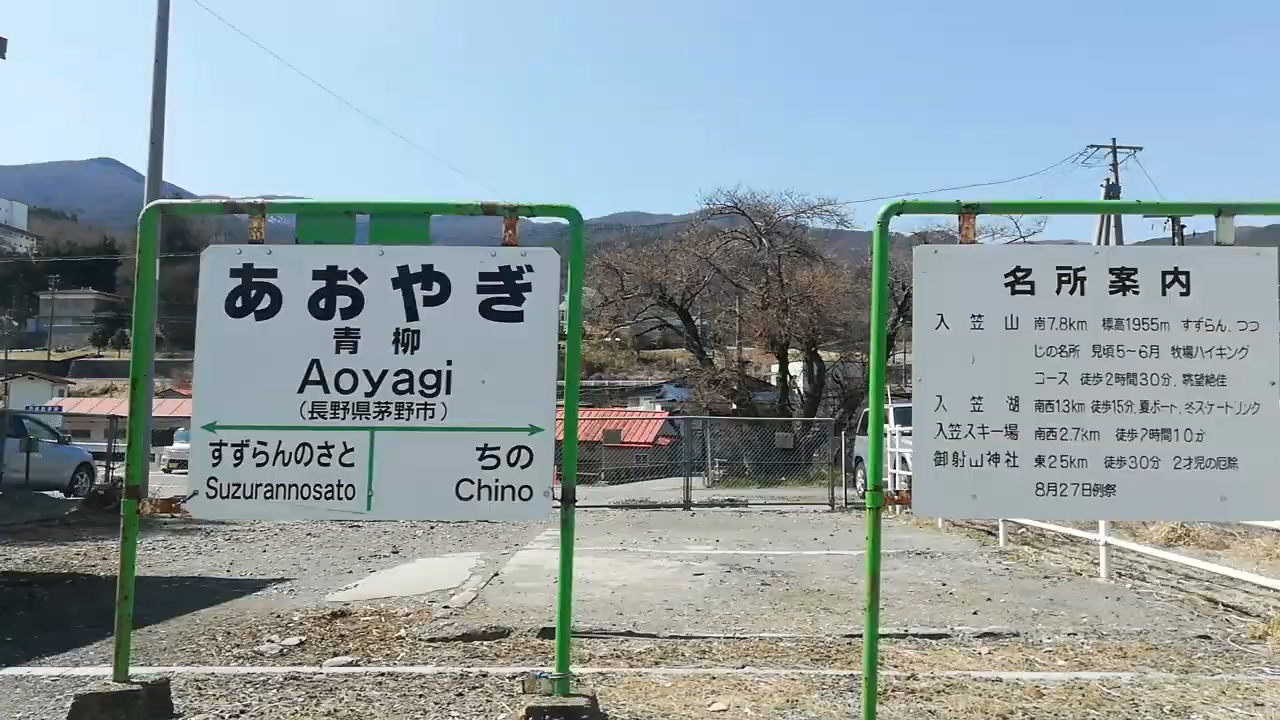 あおやぎ
青柳
Aoyagi
（長野県茅野市）
すずらんのさと ちの
Suzurannosato Chino
名所案内
入笠山 南7.8km 標高1955m すずらん、つつ
じの名所 見頃5～6月 牧場ハイキング
コース 徒歩2時間30分、眺望絶佳
入笠湖 南西1.3km 徒歩15分、夏ボート、冬スケートリンク
入笠スキー場 南西2.7km 徒歩2時間10分
御射山神社 東2.5km 徒歩30分 2才児の厄除
8月27日例祭